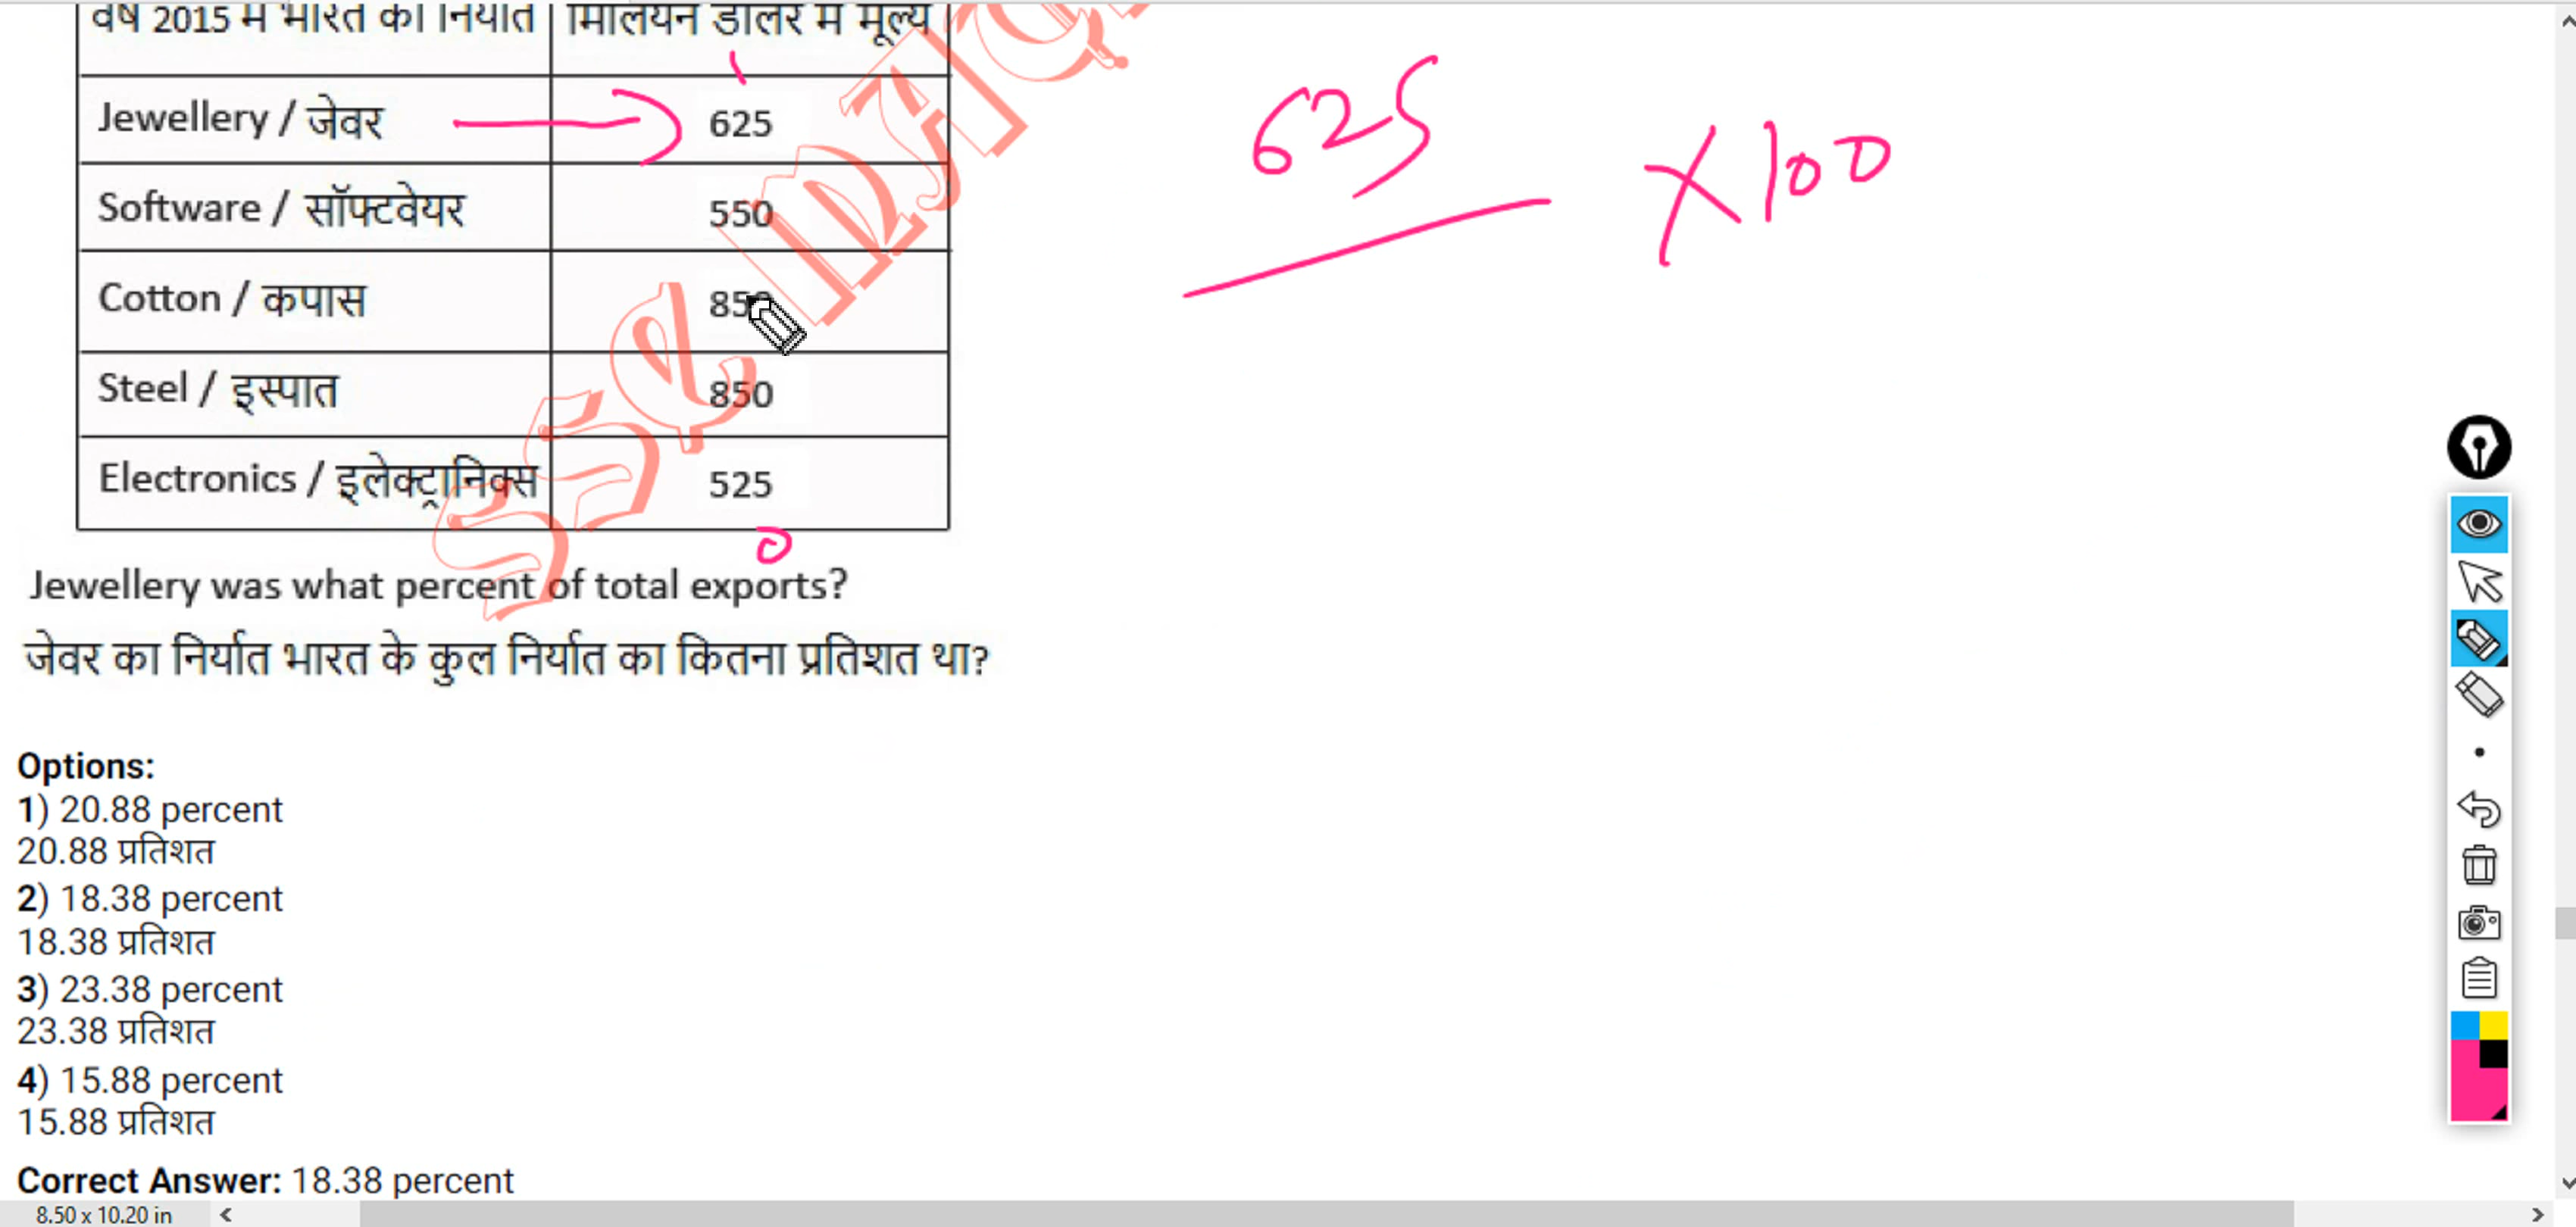 वर्ष 2015 में भारत का निर्यात मिलियन डॉलर में मूल्य
Jewellery / जेवर 625
Software / सॉफ्टवेयर 550
Cotton / कपास
Steel / इस्पात 850
Electronics / इलेक्ट्रानिक्स 525
0
625
X 100
Jewellery was what percent of total exports?
जेवर का निर्यात भारत के कुल निर्यात का कितना प्रतिशत था?
Options:
1) 20.88 percent
20.88 प्रतिशत
2) 18.38 percent
18.38 प्रतिशत
3) 23.38 percent
23.38 प्रतिशत
4) 15.88 percent
15.88 प्रतिशत
Correct Answer: 18.38 percent
8.50 x 10.20 in